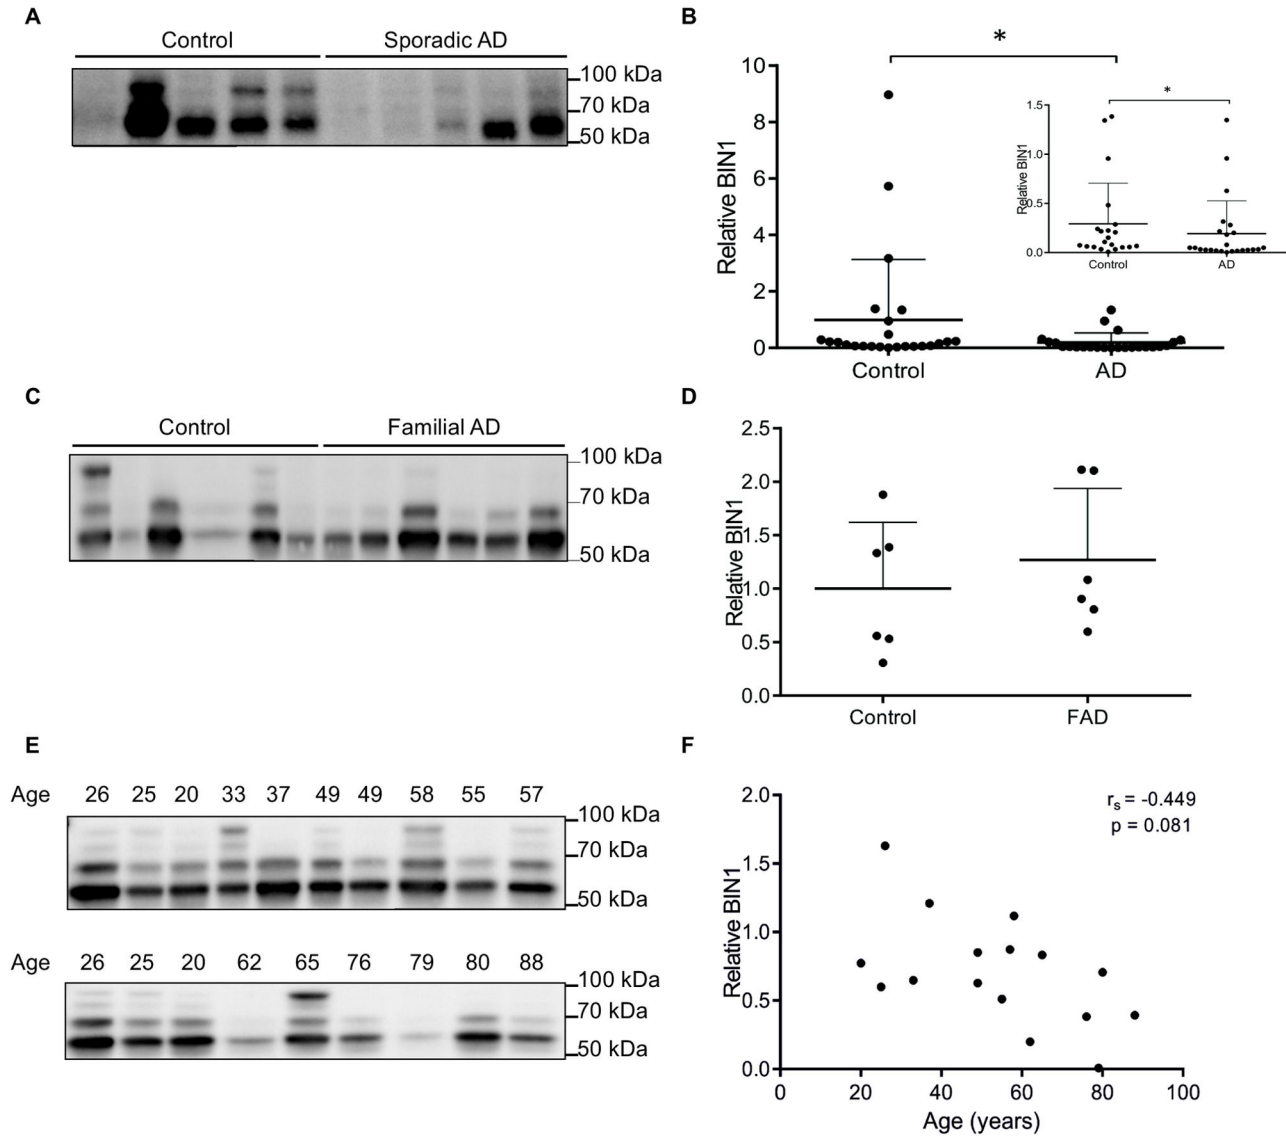 A
Control Sporadic AD
100 kDa
70 kDa
50 kDa
B
*
Relative BIN1
10
8
6
4
2
0
Control AD
*
Relative BIN1
1.5
1.0
0.5
0.0
Control AD
C
Control Familial AD
100 kDa
70 kDa
50 kDa
D
Relative BIN1
2.5
2.0
1.5
1.0
0.5
0.0
Control FAD
E
Age 26 25 20 33 37 49 49 58 55 57
100 kDa
70 kDa
50 kDa
Age 26 25 20 62 65 76 79 80 88
100 kDa
70 kDa
50 kDa
F
rs = -0.449
p = 0.081
Relative BIN1
2.0
1.5
1.0
0.5
0.0
0 20 40 60 80 100
Age (years)